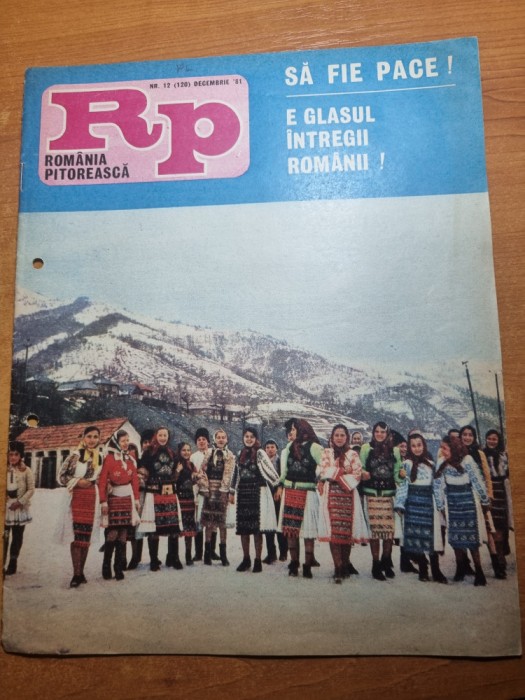 NR. 12 (120) DECEMBRIE '81
Rp
ROMÂNIA
PITOREASCĂ
SĂ FIE PACE !
E GLASUL
ÎNTREGII
ROMÂNII !